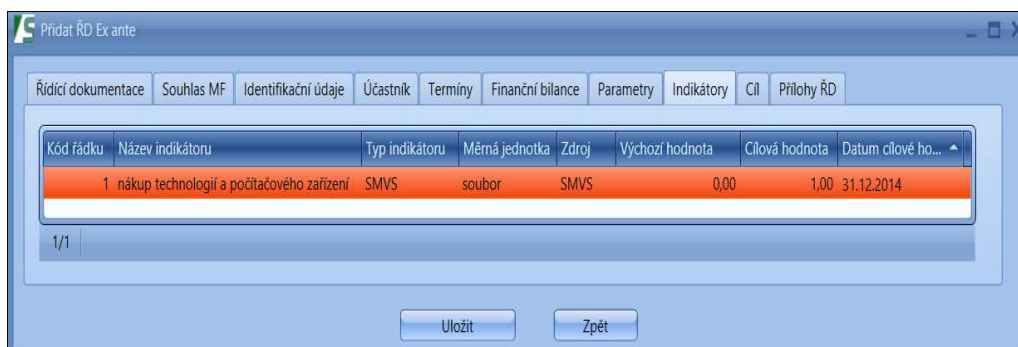 Přidat ŘD Ex ante
Řídící dokumentace Souhlas MF Identifikační údaje Účastník Termíny Finanční bilance Parametry Indikátory Cíl Přílohy ŘD
Kód řádku Název indikátoru Typ indikátoru Měrná jednotka Zdroj Výchozí hodnota Cílová hodnota Datum cílové ho...
1 nákup technologií a počítačového zařízení SMVS soubor SMVS 0,00 1,00 31.12.2014
1/1
Uložit Zpět